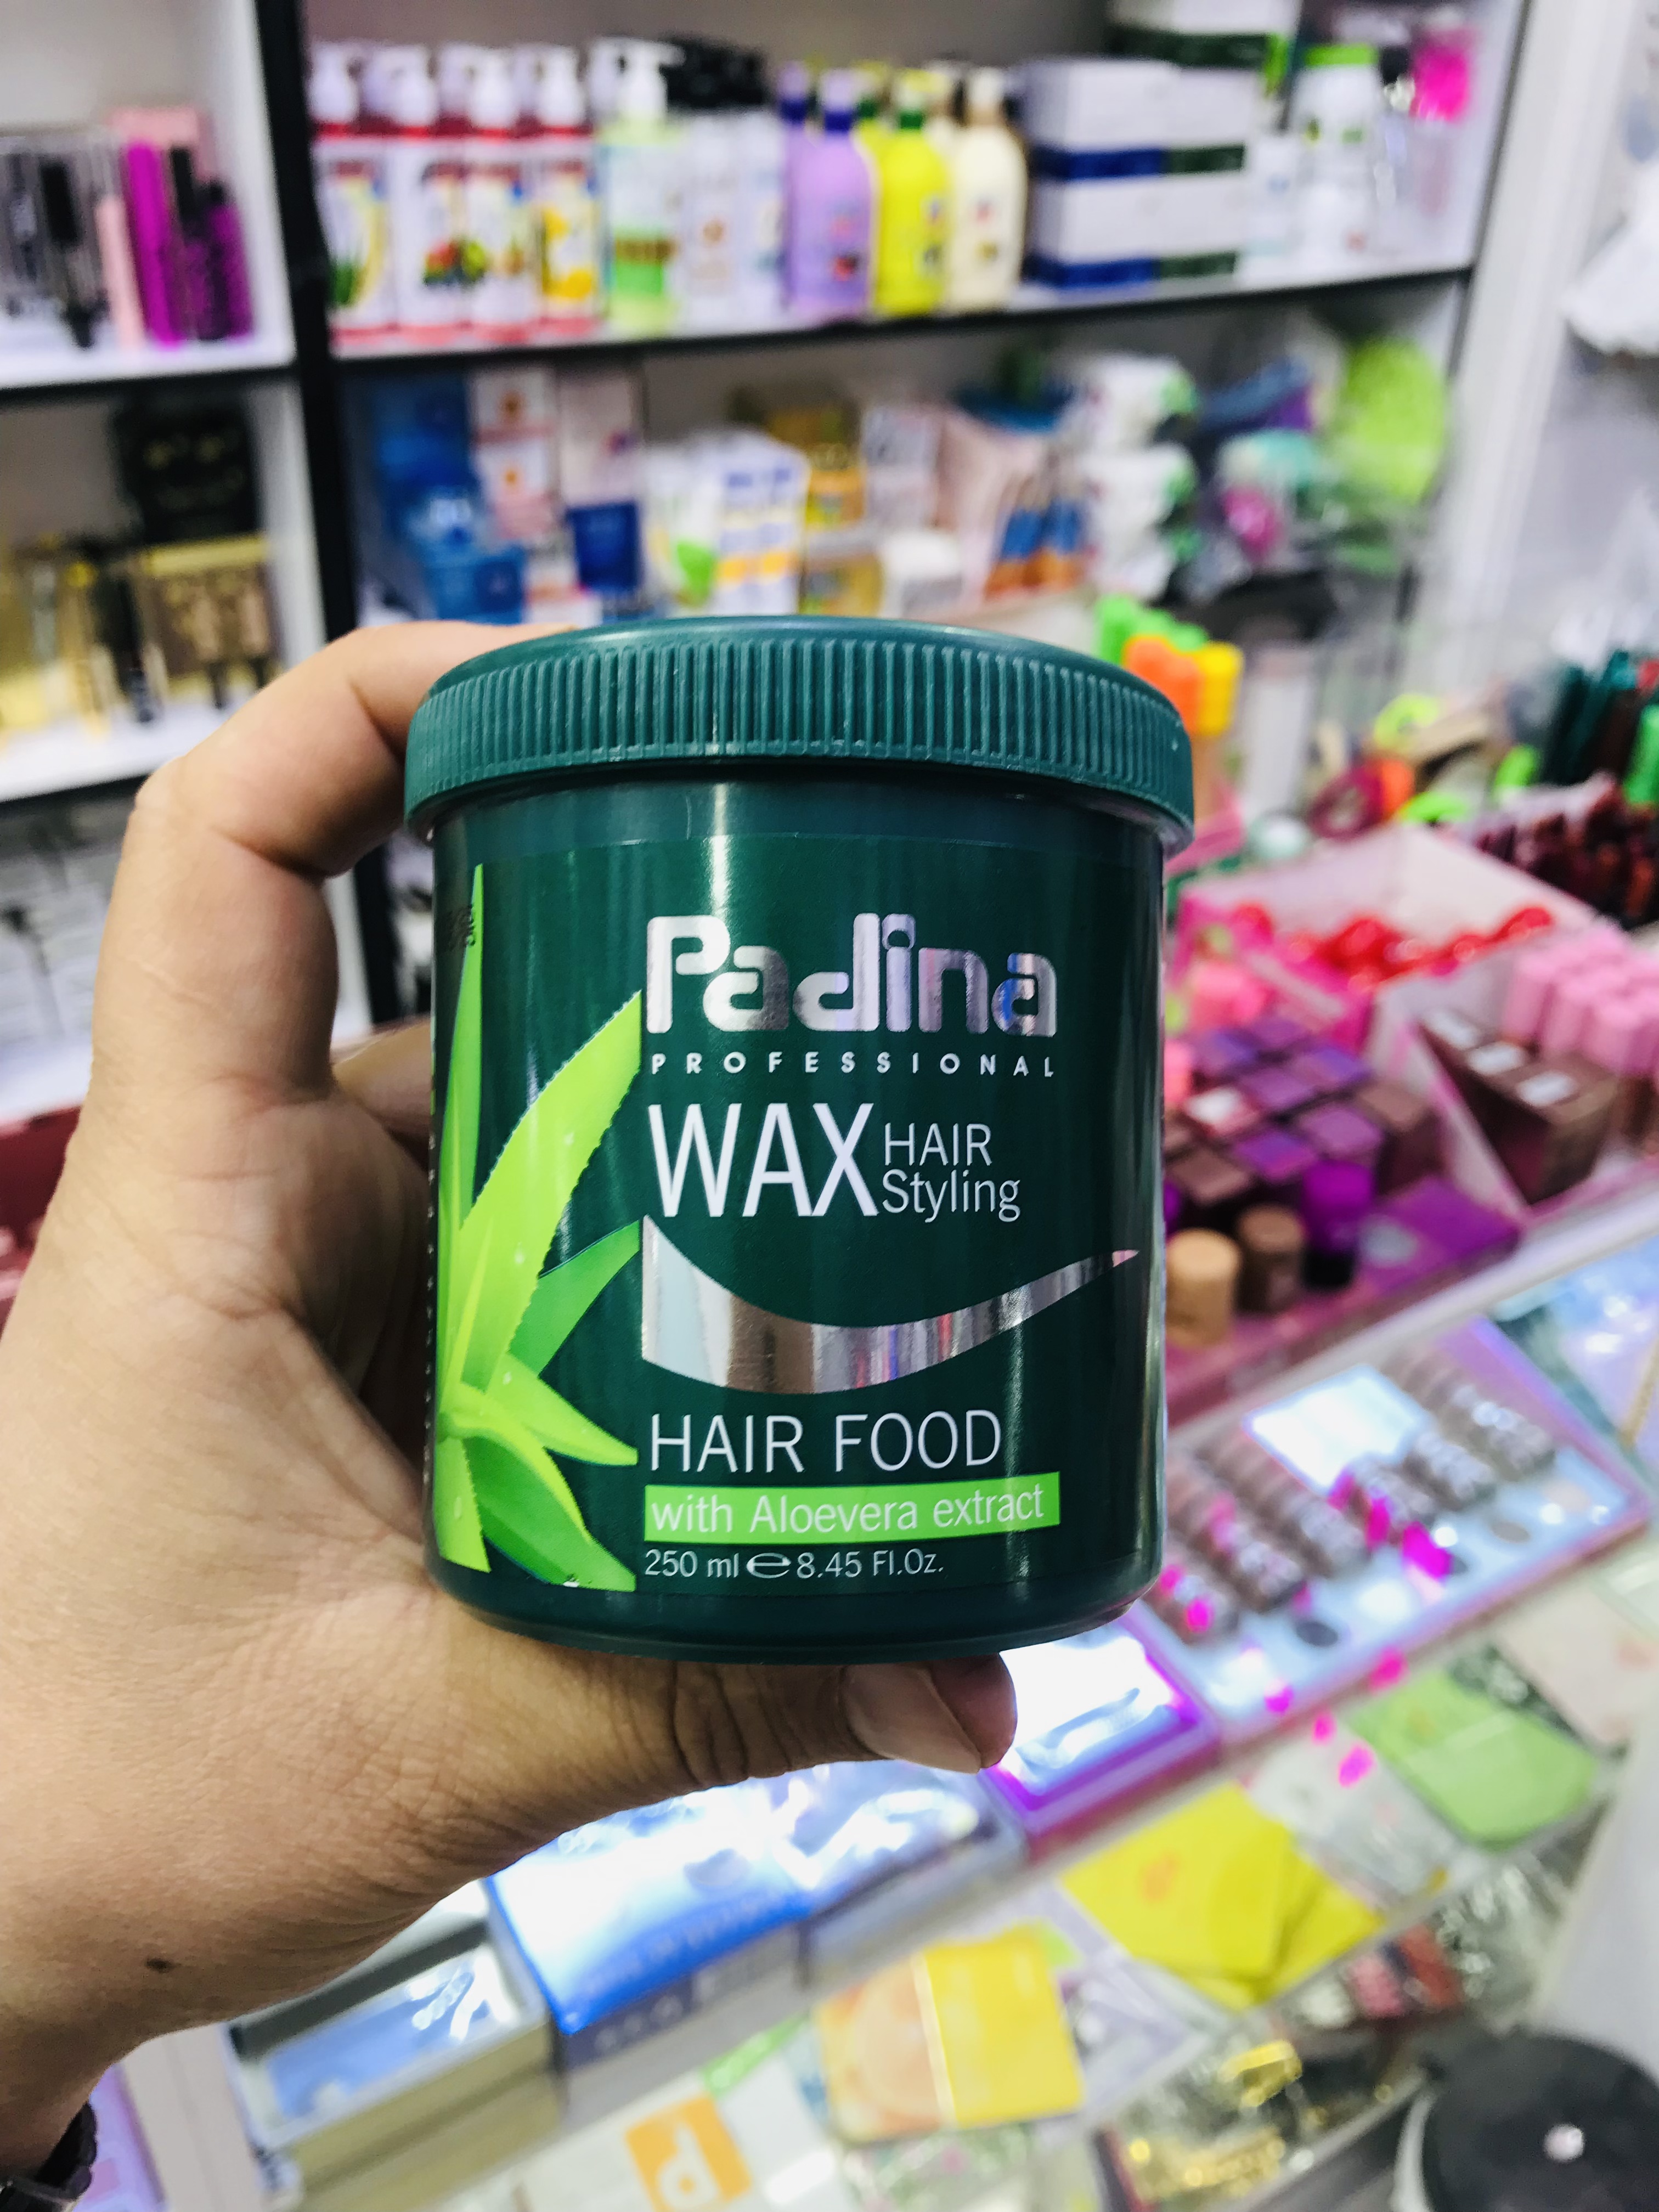 Padina
PROFESSIONAL
WAX HAIR
Styling
HAIR FOOD
with Aloevera extract
250 ml ℮ 8.45 Fl.Oz.